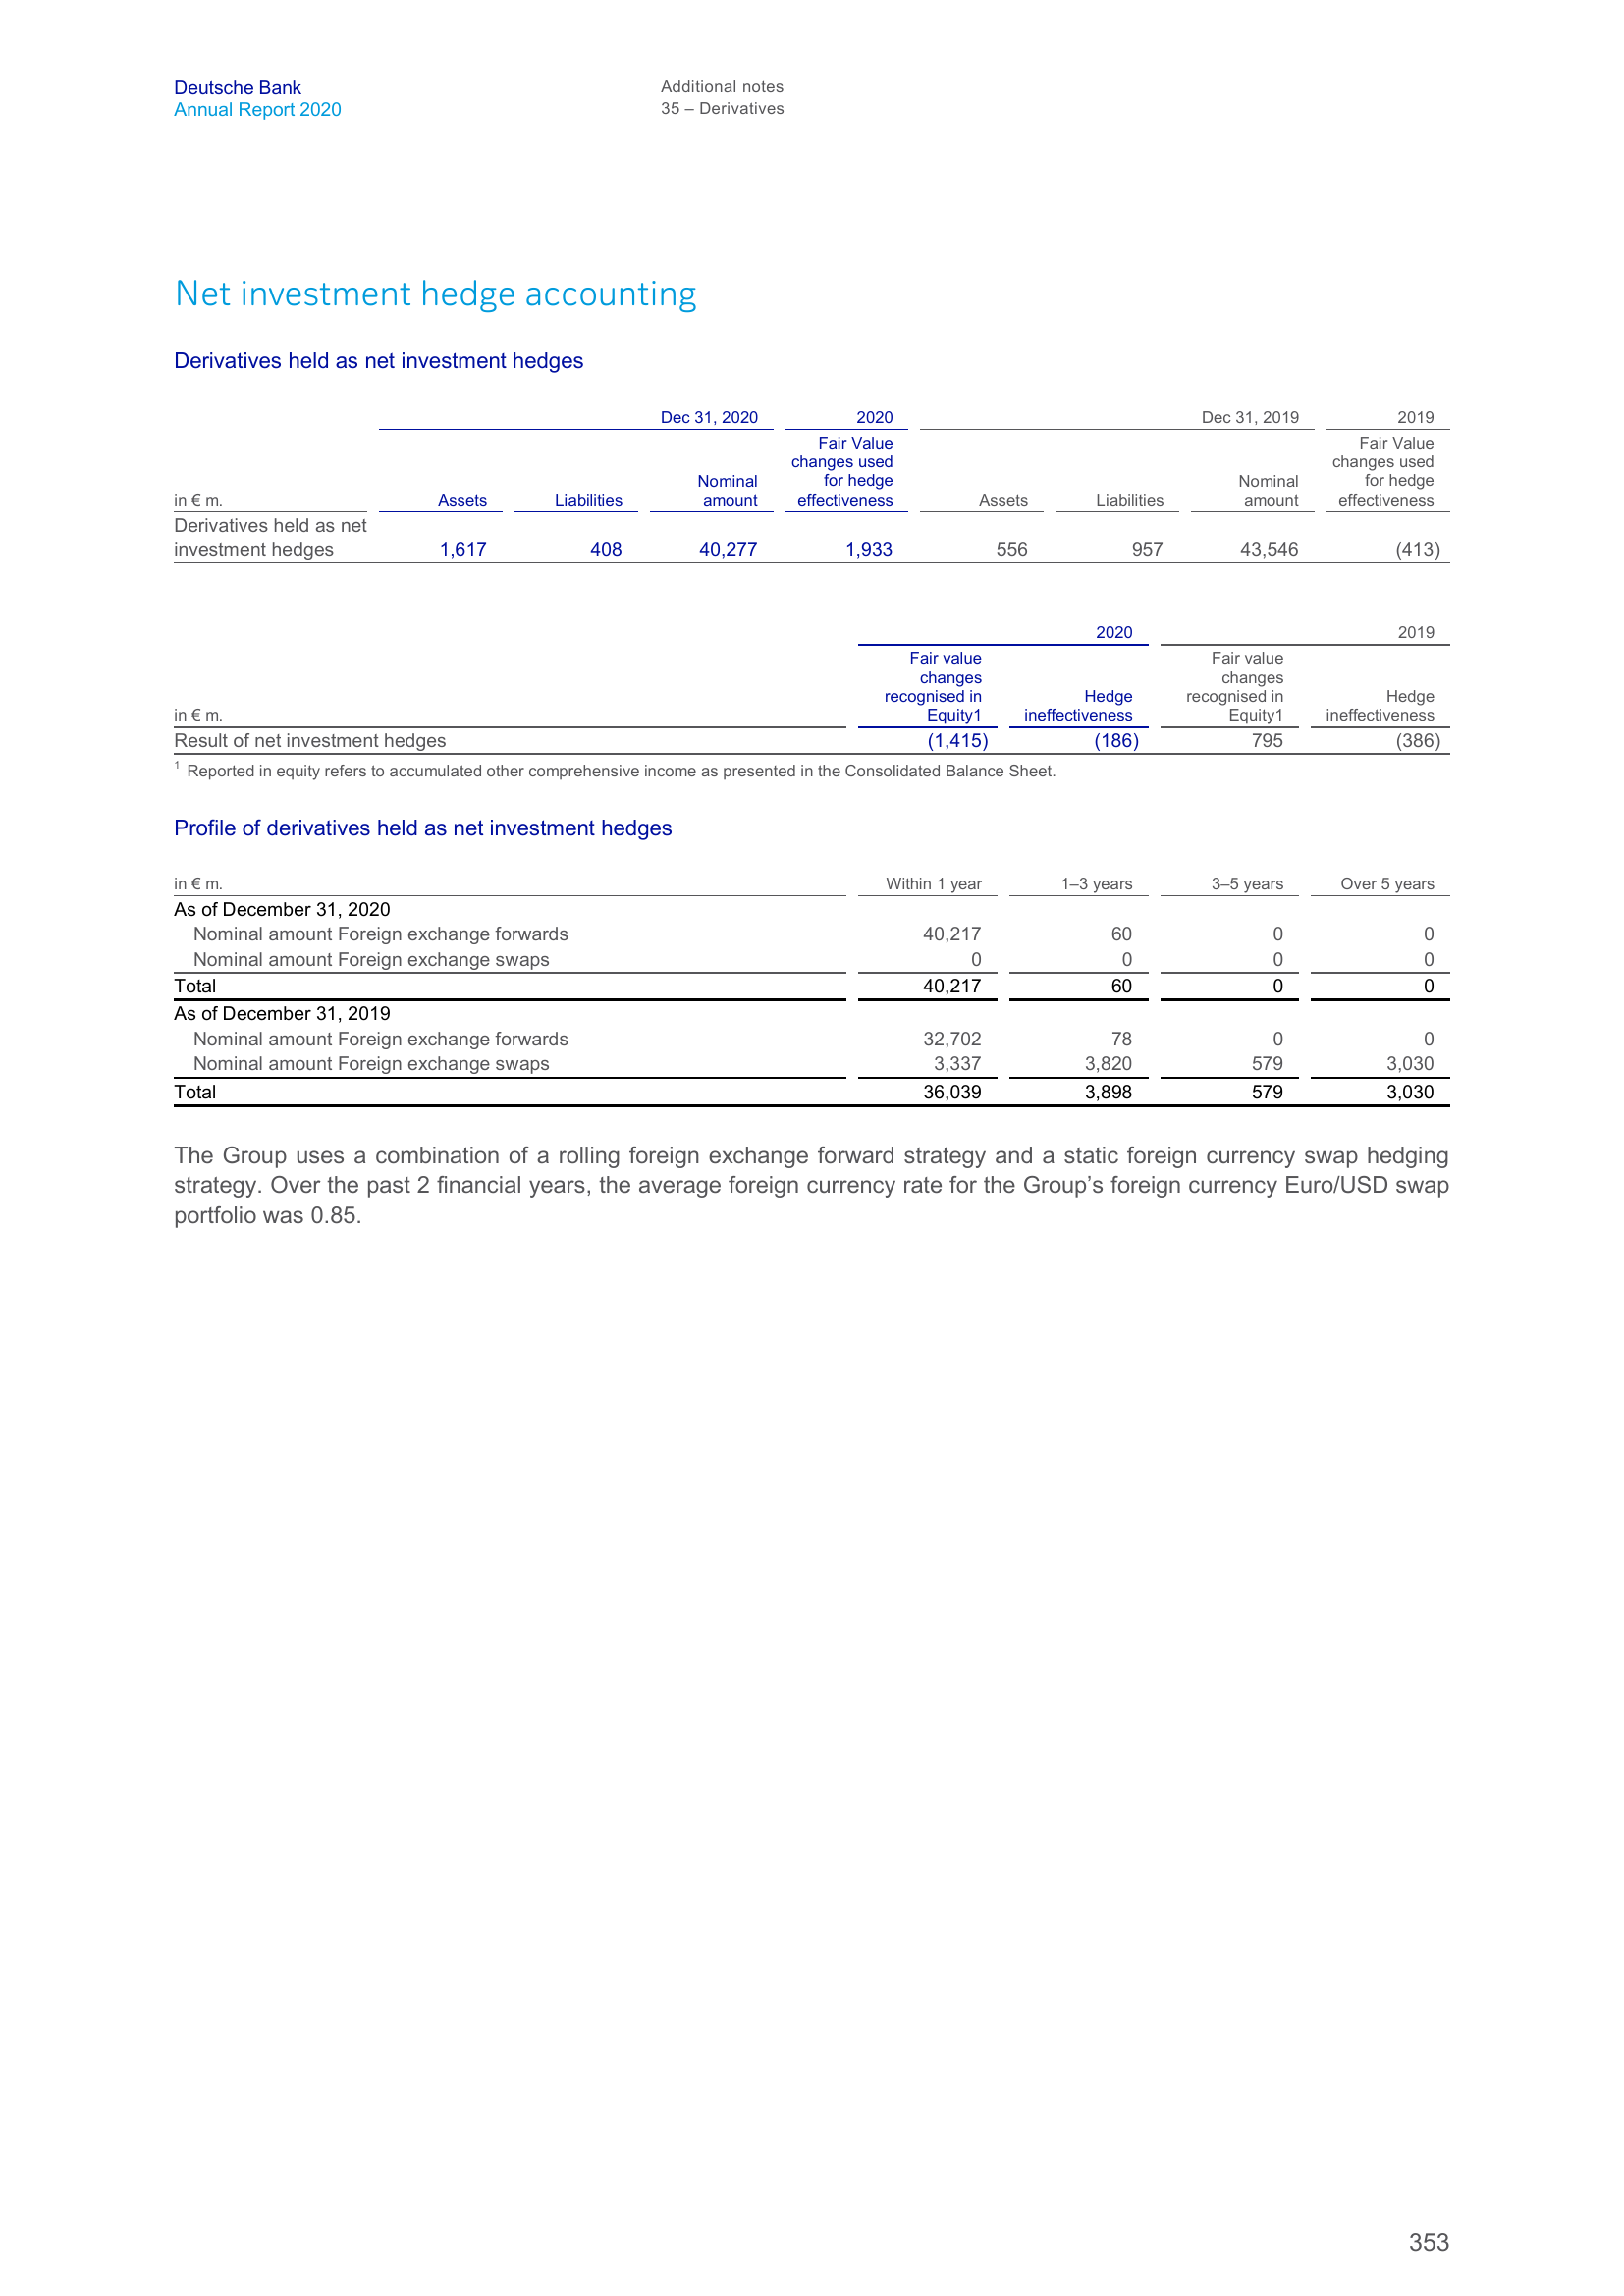 Deutsche Bank
Annual Report 2020
Additional notes
35 – Derivatives
Net investment hedge accounting
Derivatives held as net investment hedges
Dec 31, 2020 2020 Dec 31, 2019 2019
in € m. Assets Liabilities Nominal amount Fair Value changes used for hedge effectiveness Assets Liabilities Nominal amount Fair Value changes used for hedge effectiveness
Derivatives held as net
investment hedges 1,617 408 40,277 1,933 556 957 43,546 (413)
2020 2019
in € m. Fair value changes recognised in Equity1 Hedge ineffectiveness Fair value changes recognised in Equity1 Hedge ineffectiveness
Result of net investment hedges (1,415) (186) 795 (386)
1 Reported in equity refers to accumulated other comprehensive income as presented in the Consolidated Balance Sheet.
Profile of derivatives held as net investment hedges
in € m. Within 1 year 1–3 years 3–5 years Over 5 years
As of December 31, 2020
Nominal amount Foreign exchange forwards 40,217 60 0 0
Nominal amount Foreign exchange swaps 0 0 0 0
Total 40,217 60 0 0
As of December 31, 2019
Nominal amount Foreign exchange forwards 32,702 78 0 0
Nominal amount Foreign exchange swaps 3,337 3,820 579 3,030
Total 36,039 3,898 579 3,030
The Group uses a combination of a rolling foreign exchange forward strategy and a static foreign currency swap hedging
strategy. Over the past 2 financial years, the average foreign currency rate for the Group’s foreign currency Euro/USD swap
portfolio was 0.85.
353